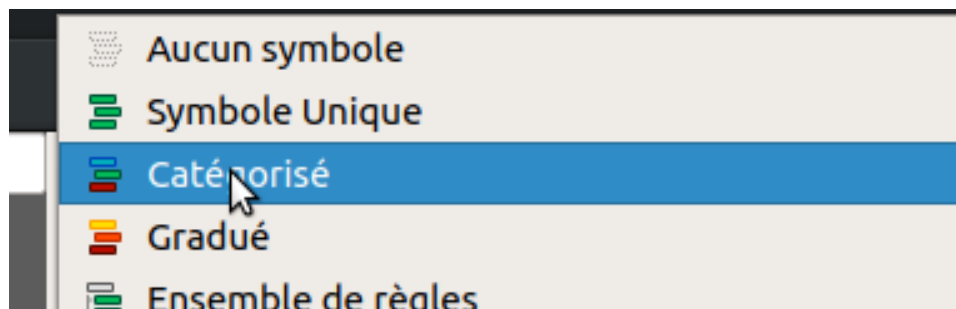 Aucun symbole
Symbole Unique
Catégorisé
Gradué
Ensemble de règles